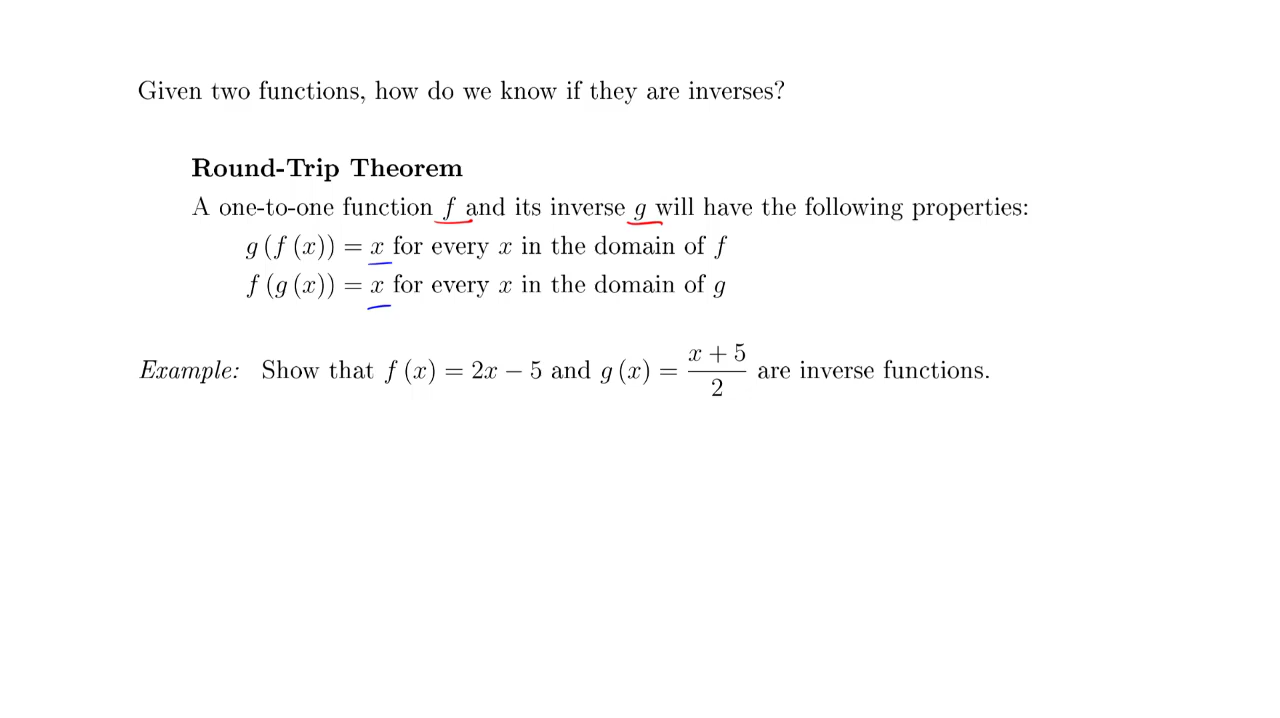 Given two functions, how do we know if they are inverses?
Round-Trip Theorem
A one-to-one function f and its inverse g will have the following properties:
g (f (x)) = x for every x in the domain of f
f (g (x)) = x for every x in the domain of g
Example: Show that f (x) = 2x − 5 and g (x) = \frac{x + 5}{2} are inverse functions.